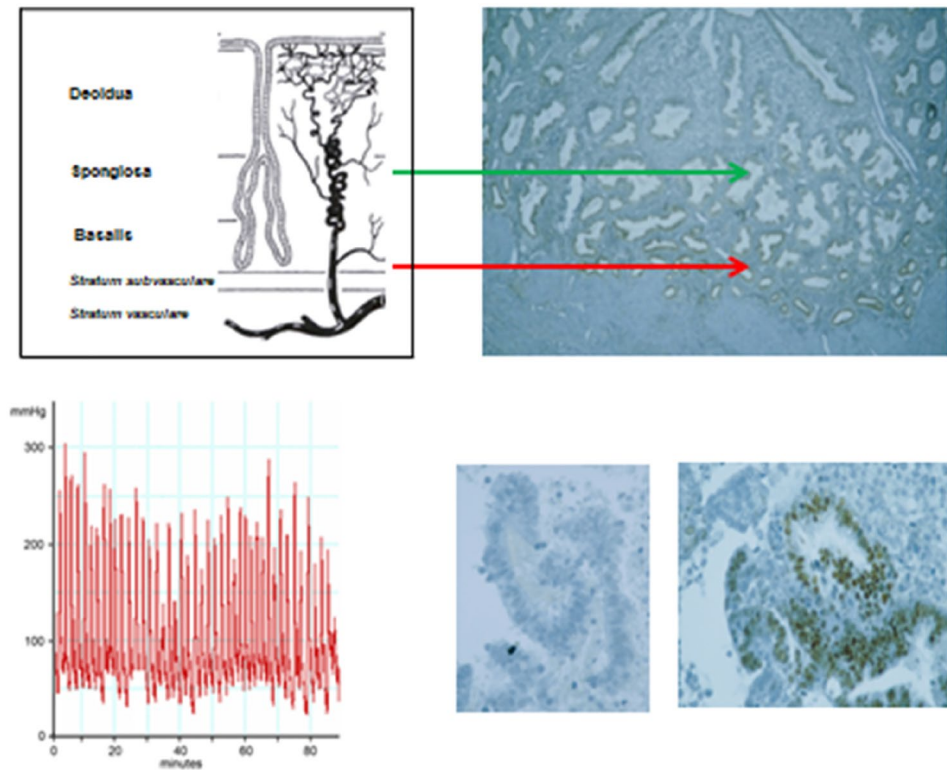 Decidua
Spongiosa
Basalis
Stratum subvasculare
Stratum vasculare
mmHg
300
200
100
0
0 20 40 60 80
minutes